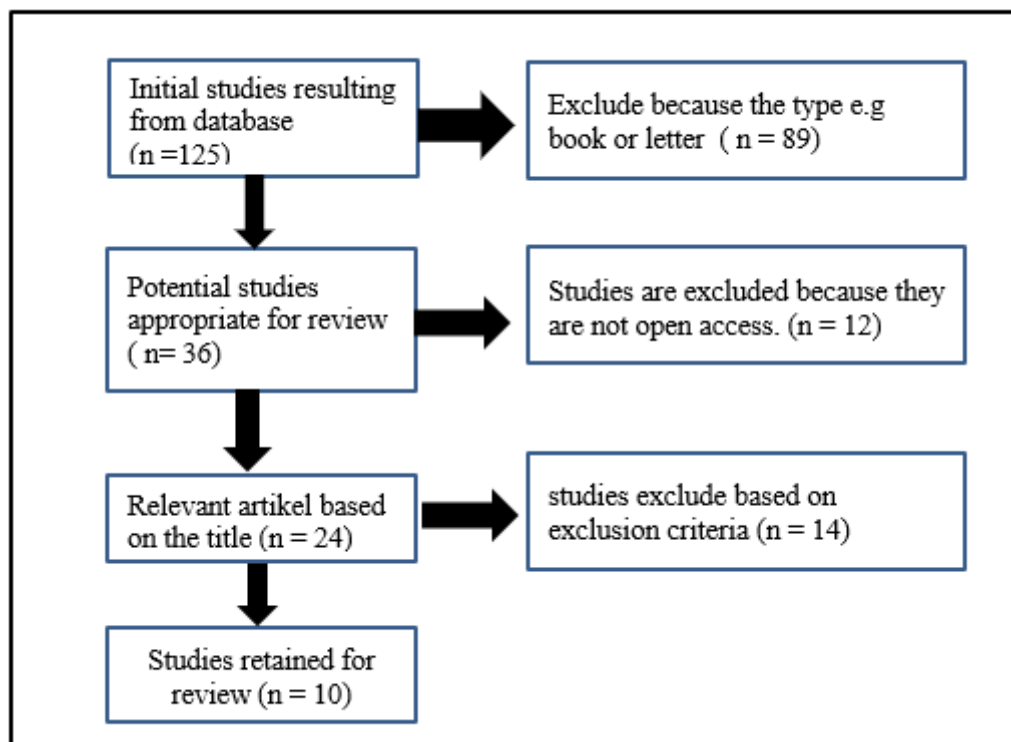 Initial studies resulting
from database
(n =125)
Exclude because the type e.g
book or letter  ( n = 89)
Potential studies
appropriate for review
( n= 36)
Studies are excluded because they
are not open access. (n = 12)
Relevant artikel based
on the title (n = 24)
studies exclude based on
exclusion criteria (n = 14)
Studies retained for
review (n = 10)